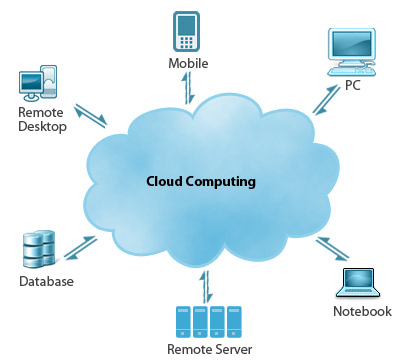 Mobile
PC
Remote
Desktop
Cloud Computing
Database
Notebook
Remote Server